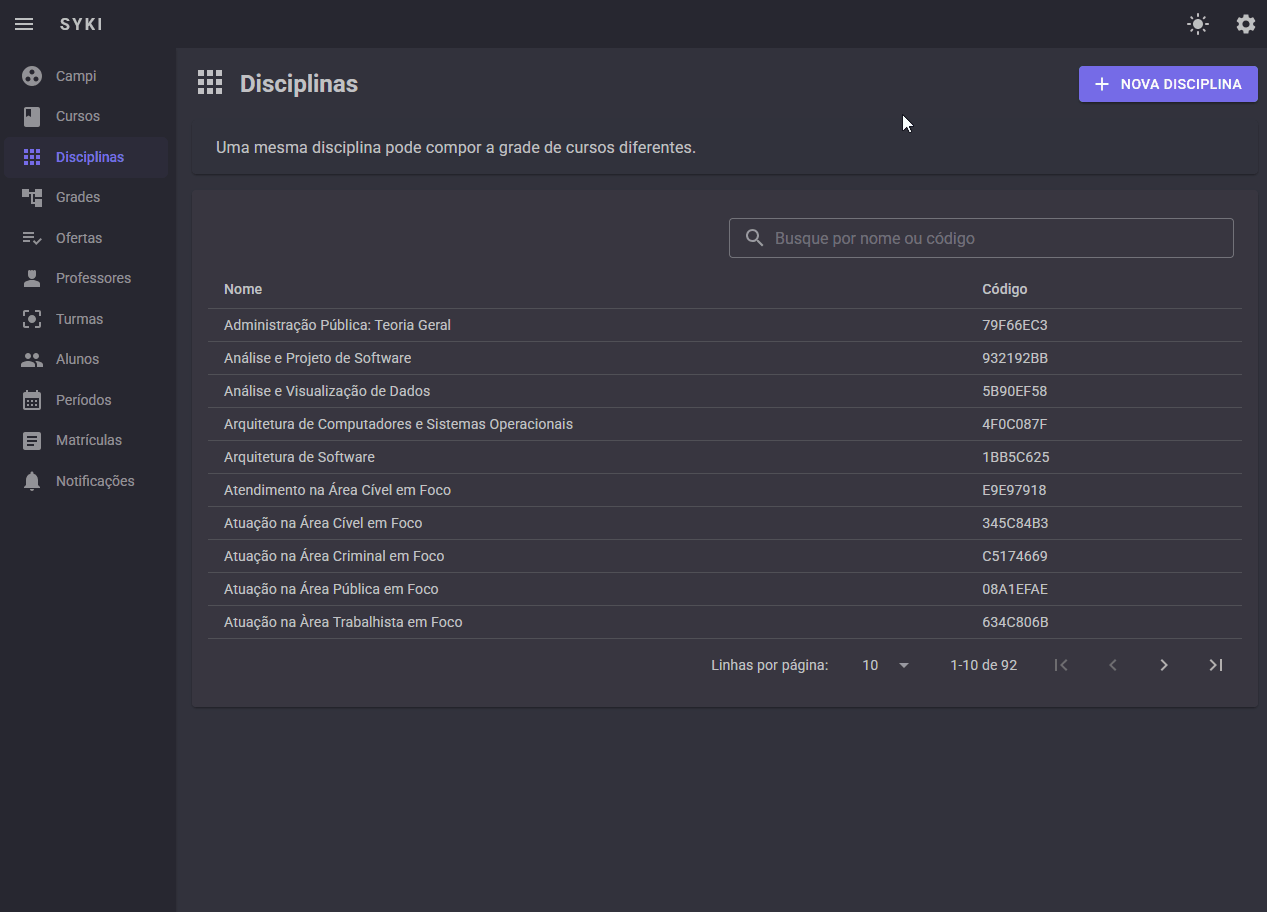 SYKI
Campi
Cursos
Disciplinas
Grades
Ofertas
Professores
Turmas
Alunos
Períodos
Matrículas
Notificações
Disciplinas
NOVA DISCIPLINA
Uma mesma disciplina pode compor a grade de cursos diferentes.
Busque por nome ou código
Nome Código
Administração Pública: Teoria Geral 79F66EC3
Análise e Projeto de Software 932192BB
Análise e Visualização de Dados 5B90EF58
Arquitetura de Computadores e Sistemas Operacionais 4F0C087F
Arquitetura de Software 1BB5C625
Atendimento na Área Cível em Foco E9E97918
Atuação na Área Cível em Foco 345C84B3
Atuação na Área Criminal em Foco C5174669
Atuação na Área Pública em Foco 08A1EFAE
Atuação na Àrea Trabalhista em Foco 634C806B
Linhas por página: 10 1-10 de 92